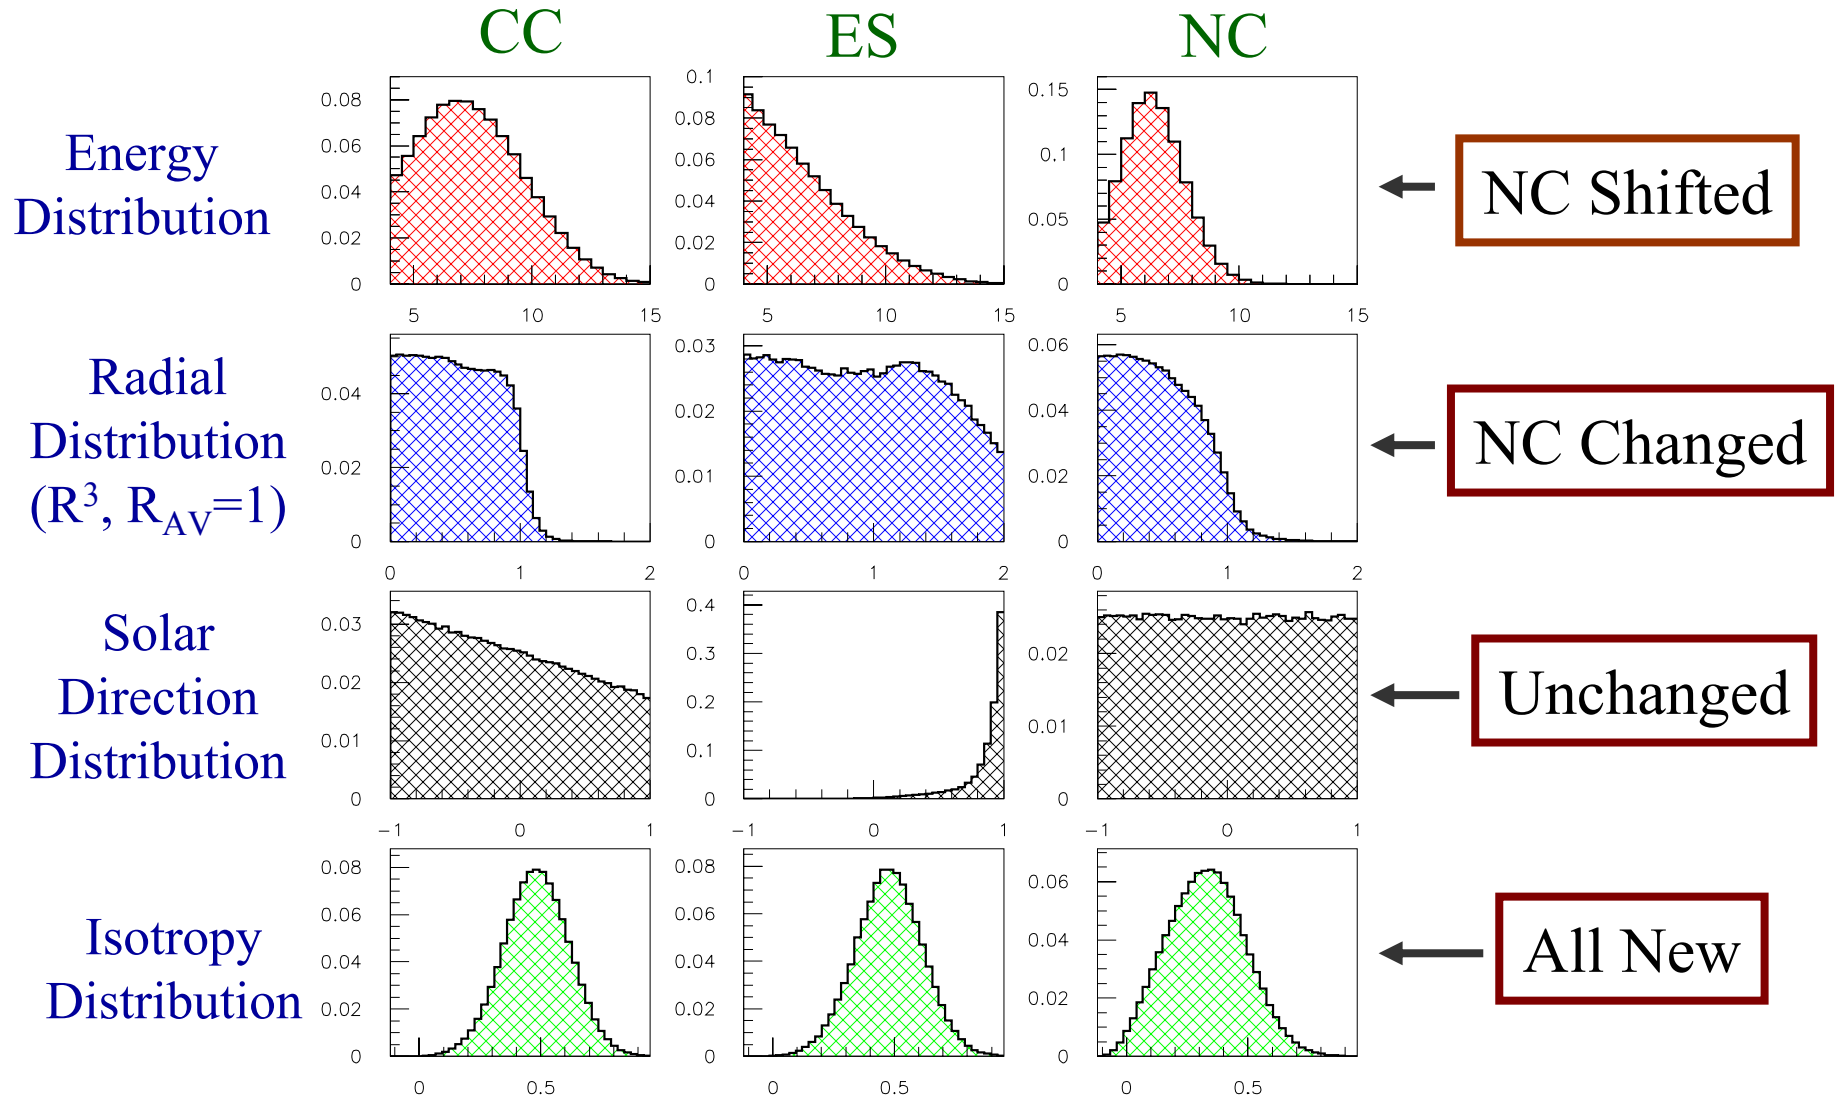 CC ES NC
Energy
Distribution
0.08
0.06
0.04
0.02
0
5 10 15
0.1
0.08
0.06
0.04
0.02
0
5 10 15
0.15
0.1
0.05
0
5 10 15
NC Shifted
Radial
Distribution
(R³, R_AV=1)
0.04
0.02
0
0 1 2
0.03
0.02
0.01
0
0 1 2
0.06
0.04
0.02
0
0 1 2
NC Changed
Solar
Direction
Distribution
0.03
0.02
0.01
0
−1 0 1
0.4
0.3
0.2
0.1
0
−1 0 1
0.02
0.01
0
−1 0 1
Unchanged
Isotropy
Distribution
0.08
0.06
0.04
0.02
0
0 0.5
0.08
0.06
0.04
0.02
0
0 0.5
0.06
0.04
0.02
0
0 0.5
All New